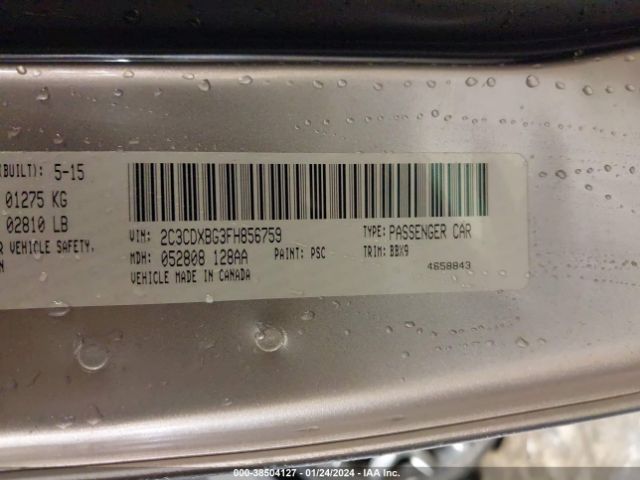 (BUILT): 5-15
01275 KG
02810 LB
VEHICLE SAFETY,
VIN: 2C3CDXBG3FH856759
TYPE: PASSENGER CAR
MDH: 052808 128AA
PAINT: PSC
TRIM: BBX9
VEHICLE MADE IN CANADA
4658843
000-38504127 - 01/24/2024 - IAA Inc.